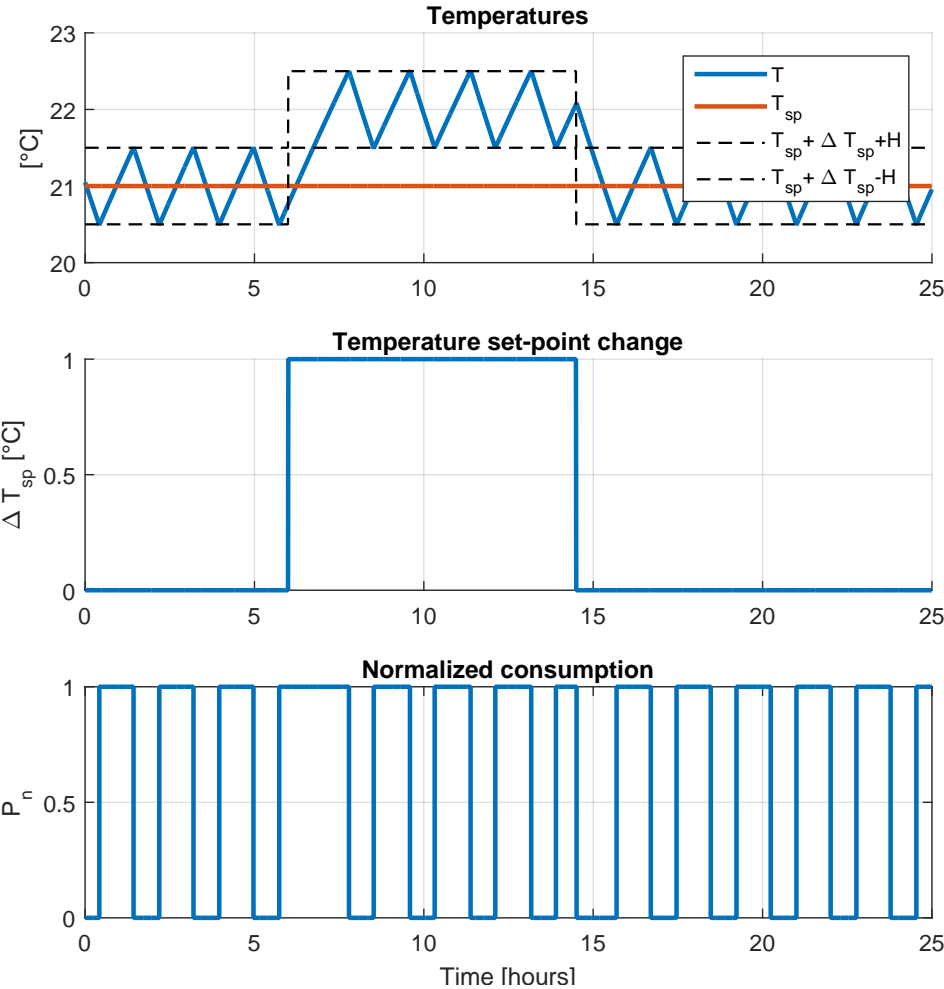 Temperatures
23
22
21
20
[°C]
T
T_sp
T_sp+ Δ T_sp+H
T_sp+ Δ T_sp-H
0 5 10 15 20 25
Temperature set-point change
1
0.5
0
Δ T_sp [°C]
0 5 10 15 20 25
Normalized consumption
1
0.5
0
P_n
0 5 10 15 20 25
Time [hours]